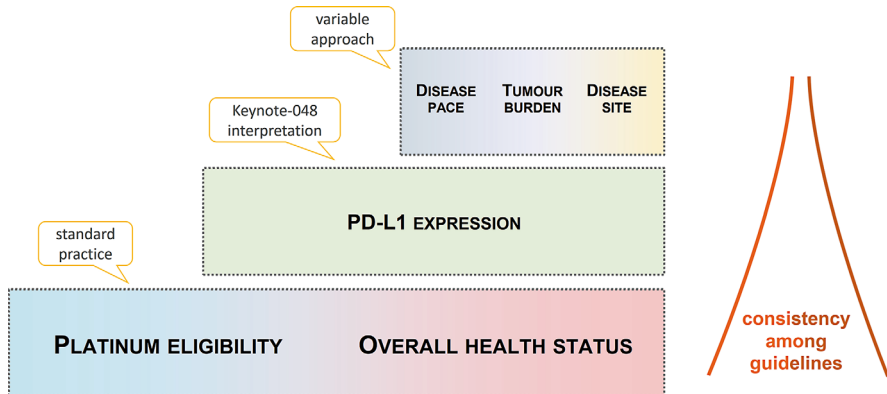 variable
approach
DISEASE PACE
TUMOUR BURDEN
DISEASE SITE
Keynote-048
interpretation
PD-L1 EXPRESSION
standard
practice
PLATINUM ELIGIBILITY
OVERALL HEALTH STATUS
consistency
among
guidelines